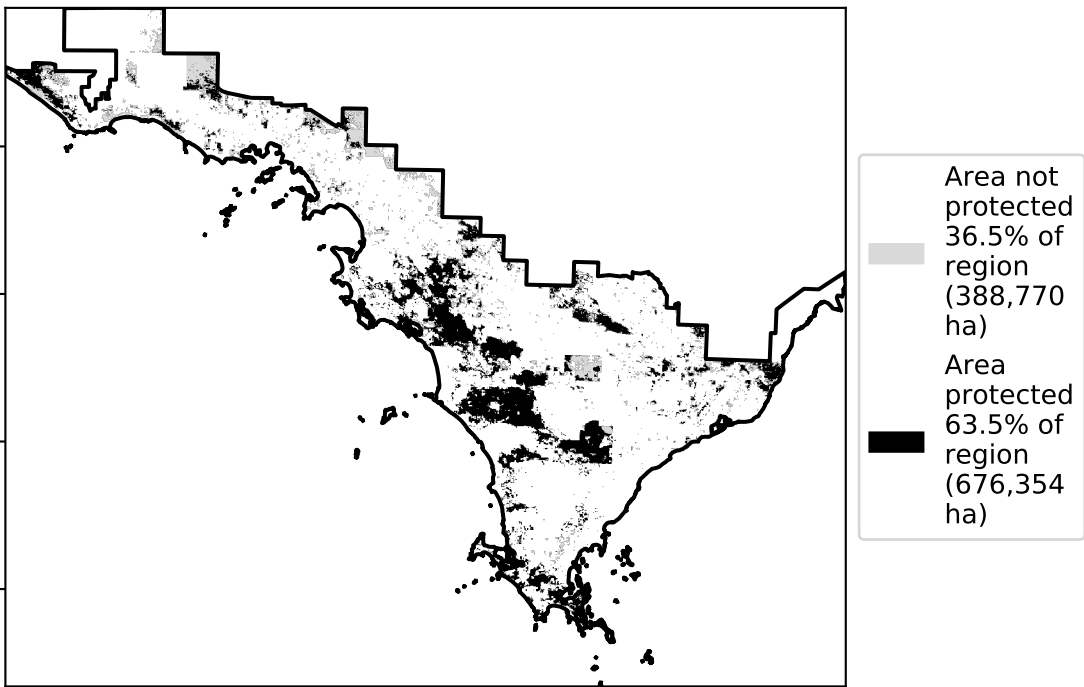 Area not
protected
36.5% of
region
(388,770
ha)
Area
protected
63.5% of
region
(676,354
ha)